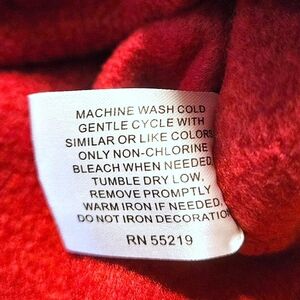 MACHINE WASH COLD
GENTLE CYCLE WITH
SIMILAR OR LIKE COLORS
ONLY NON-CHLORINE
BLEACH WHEN NEEDED
TUMBLE DRY LOW,
REMOVE PROMPTLY
WARM IRON IF NEEDED,
DO NOT IRON DECORATION
RN 55219